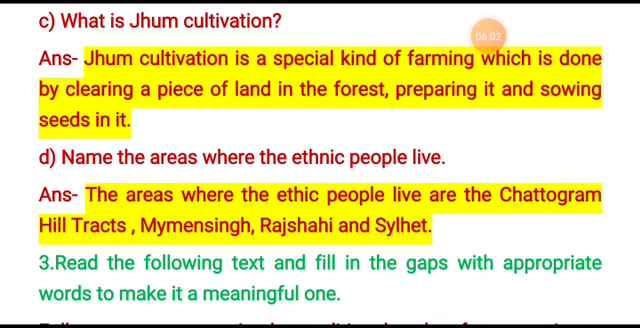 c) What is Jhum cultivation?
06:02
Ans- Jhum cultivation is a special kind of farming which is done
by clearing a piece of land in the forest, preparing it and sowing
seeds in it.
d) Name the areas where the ethnic people live.
Ans- The areas where the ethic people live are the Chattogram
Hill Tracts , Mymensingh, Rajshahi and Sylhet.
3.Read the following text and fill in the gaps with appropriate
words to make it a meaningful one.